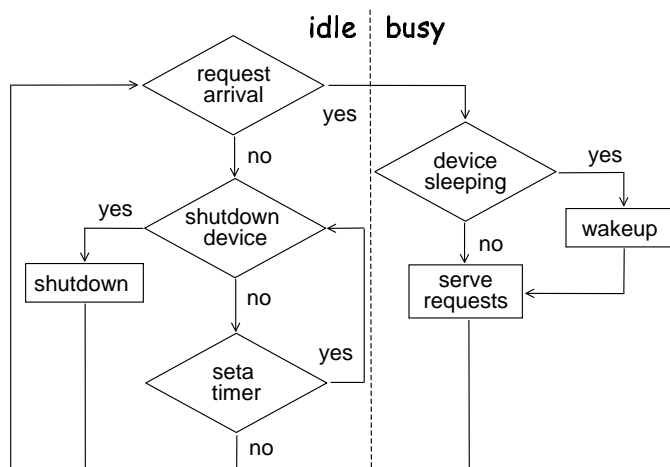 idle busy
request
arrival
yes
no
device
sleeping
yes
yes
shutdown
device
wakeup
no
shutdown
serve
requests
no
yes
seta
timer
no